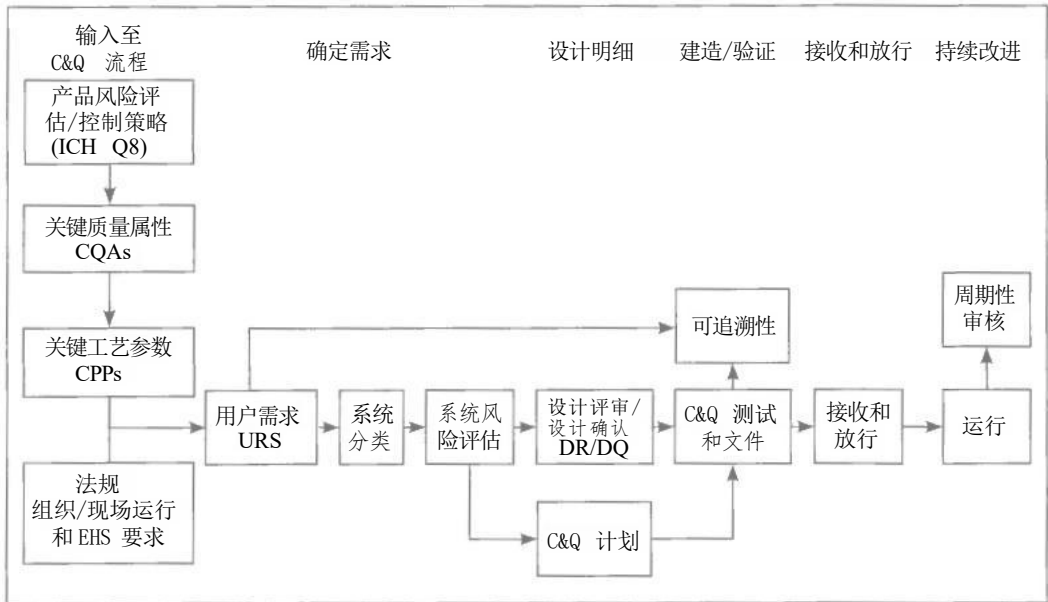 输入至
C&Q 流程
确定需求
设计明细
建造/验证
接收和放行
持续改进
产品风险评
估/控制策略
(ICH Q8)
关键质量属性
CQAs
关键工艺参数
CPPs
法规
组织/现场运行
和EHS 要求
用户需求
URS
系统
分类
系统风
险评估
设计评审/
设计确认
DR/DQ
C&Q 计划
可追溯性
C&Q 测试
和文件
接收和
放行
运行
周期性
审核